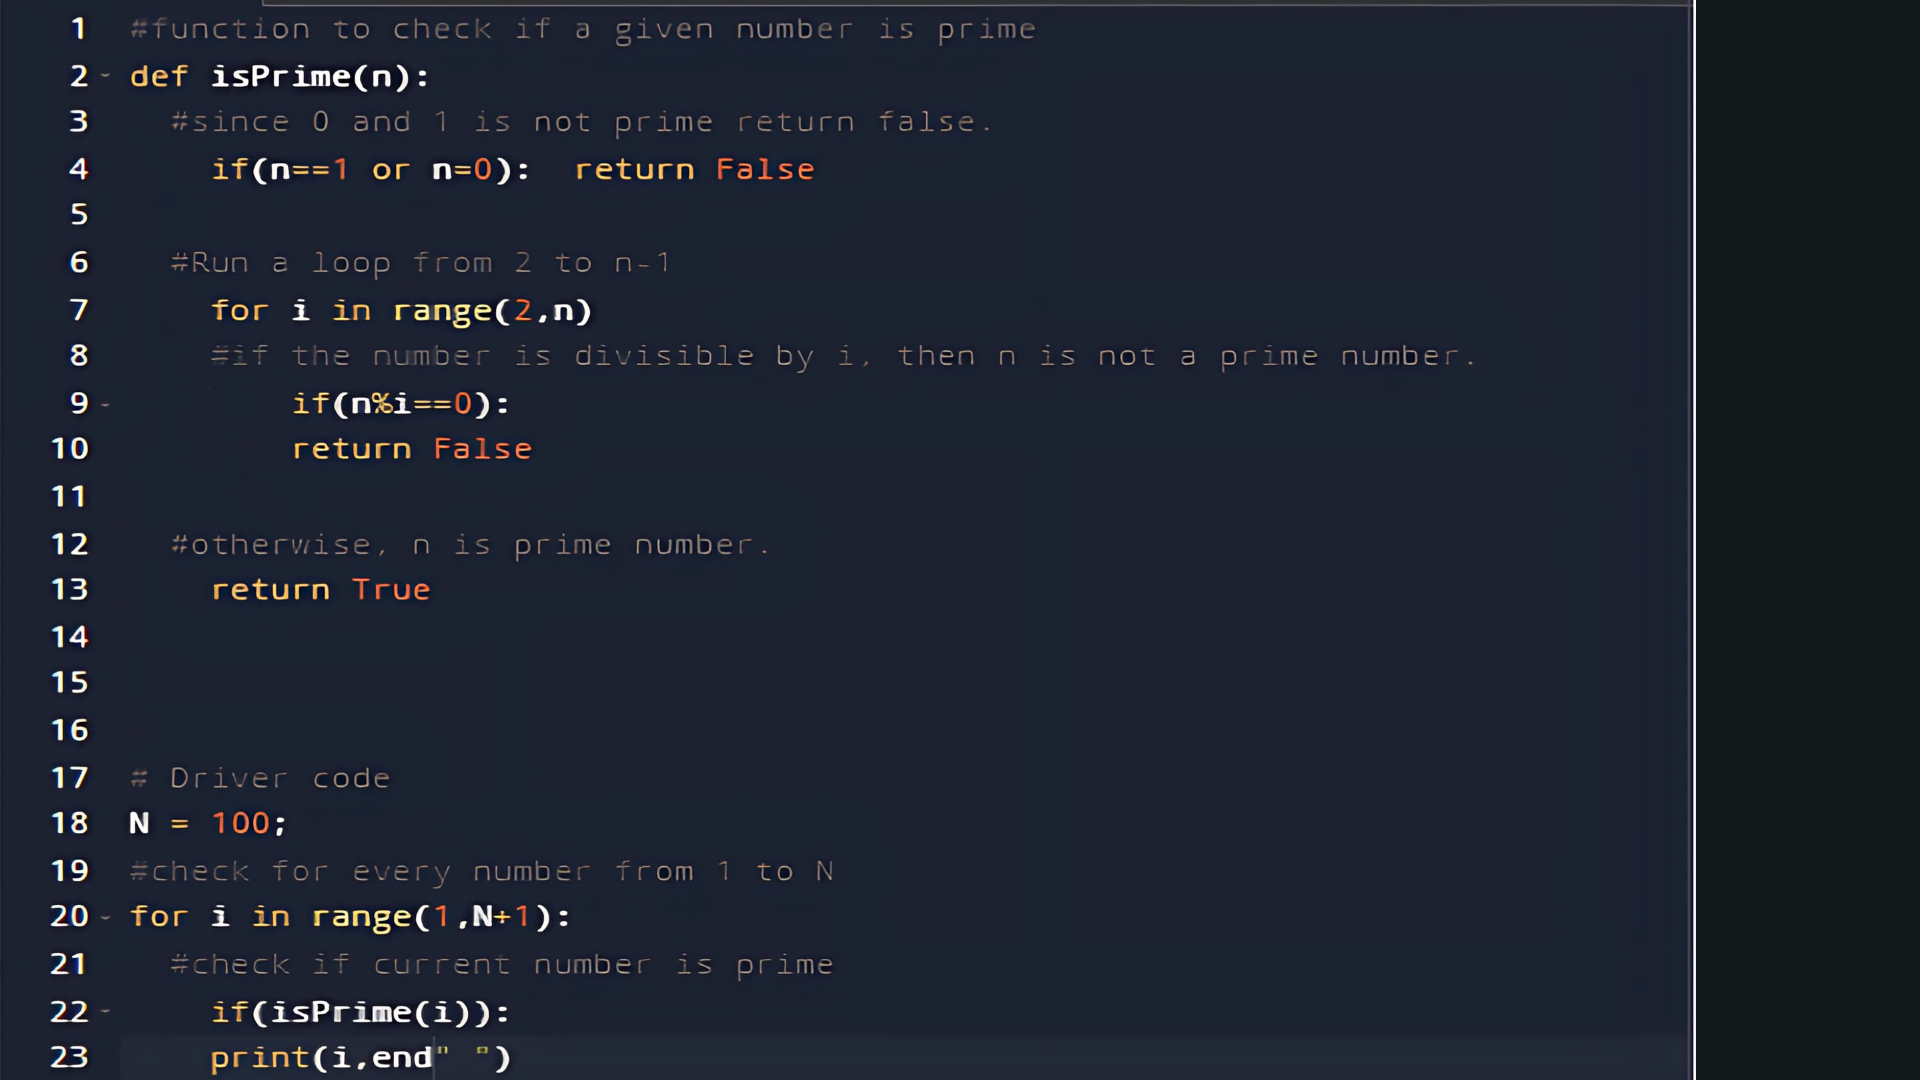 1 #function to check if a given number is prime
2 def isPrime(n):
3 #since 0 and 1 is not prime return false.
4 if(n==1 or n=0): return False
5
6 #Run a loop from 2 to n-1
7 for i in range(2,n)
8 #if the number is divisible by i, then n is not a prime number.
9 if(n%i==0):
10 return False
11
12 #otherwise, n is prime number.
13 return True
14
15
16
17 # Driver code
18 N = 100;
19 #check for every number from 1 to N
20 for i in range(1,N+1):
21 #check if current number is prime
22 if(isPrime(i)):
23 print(i,end" ")